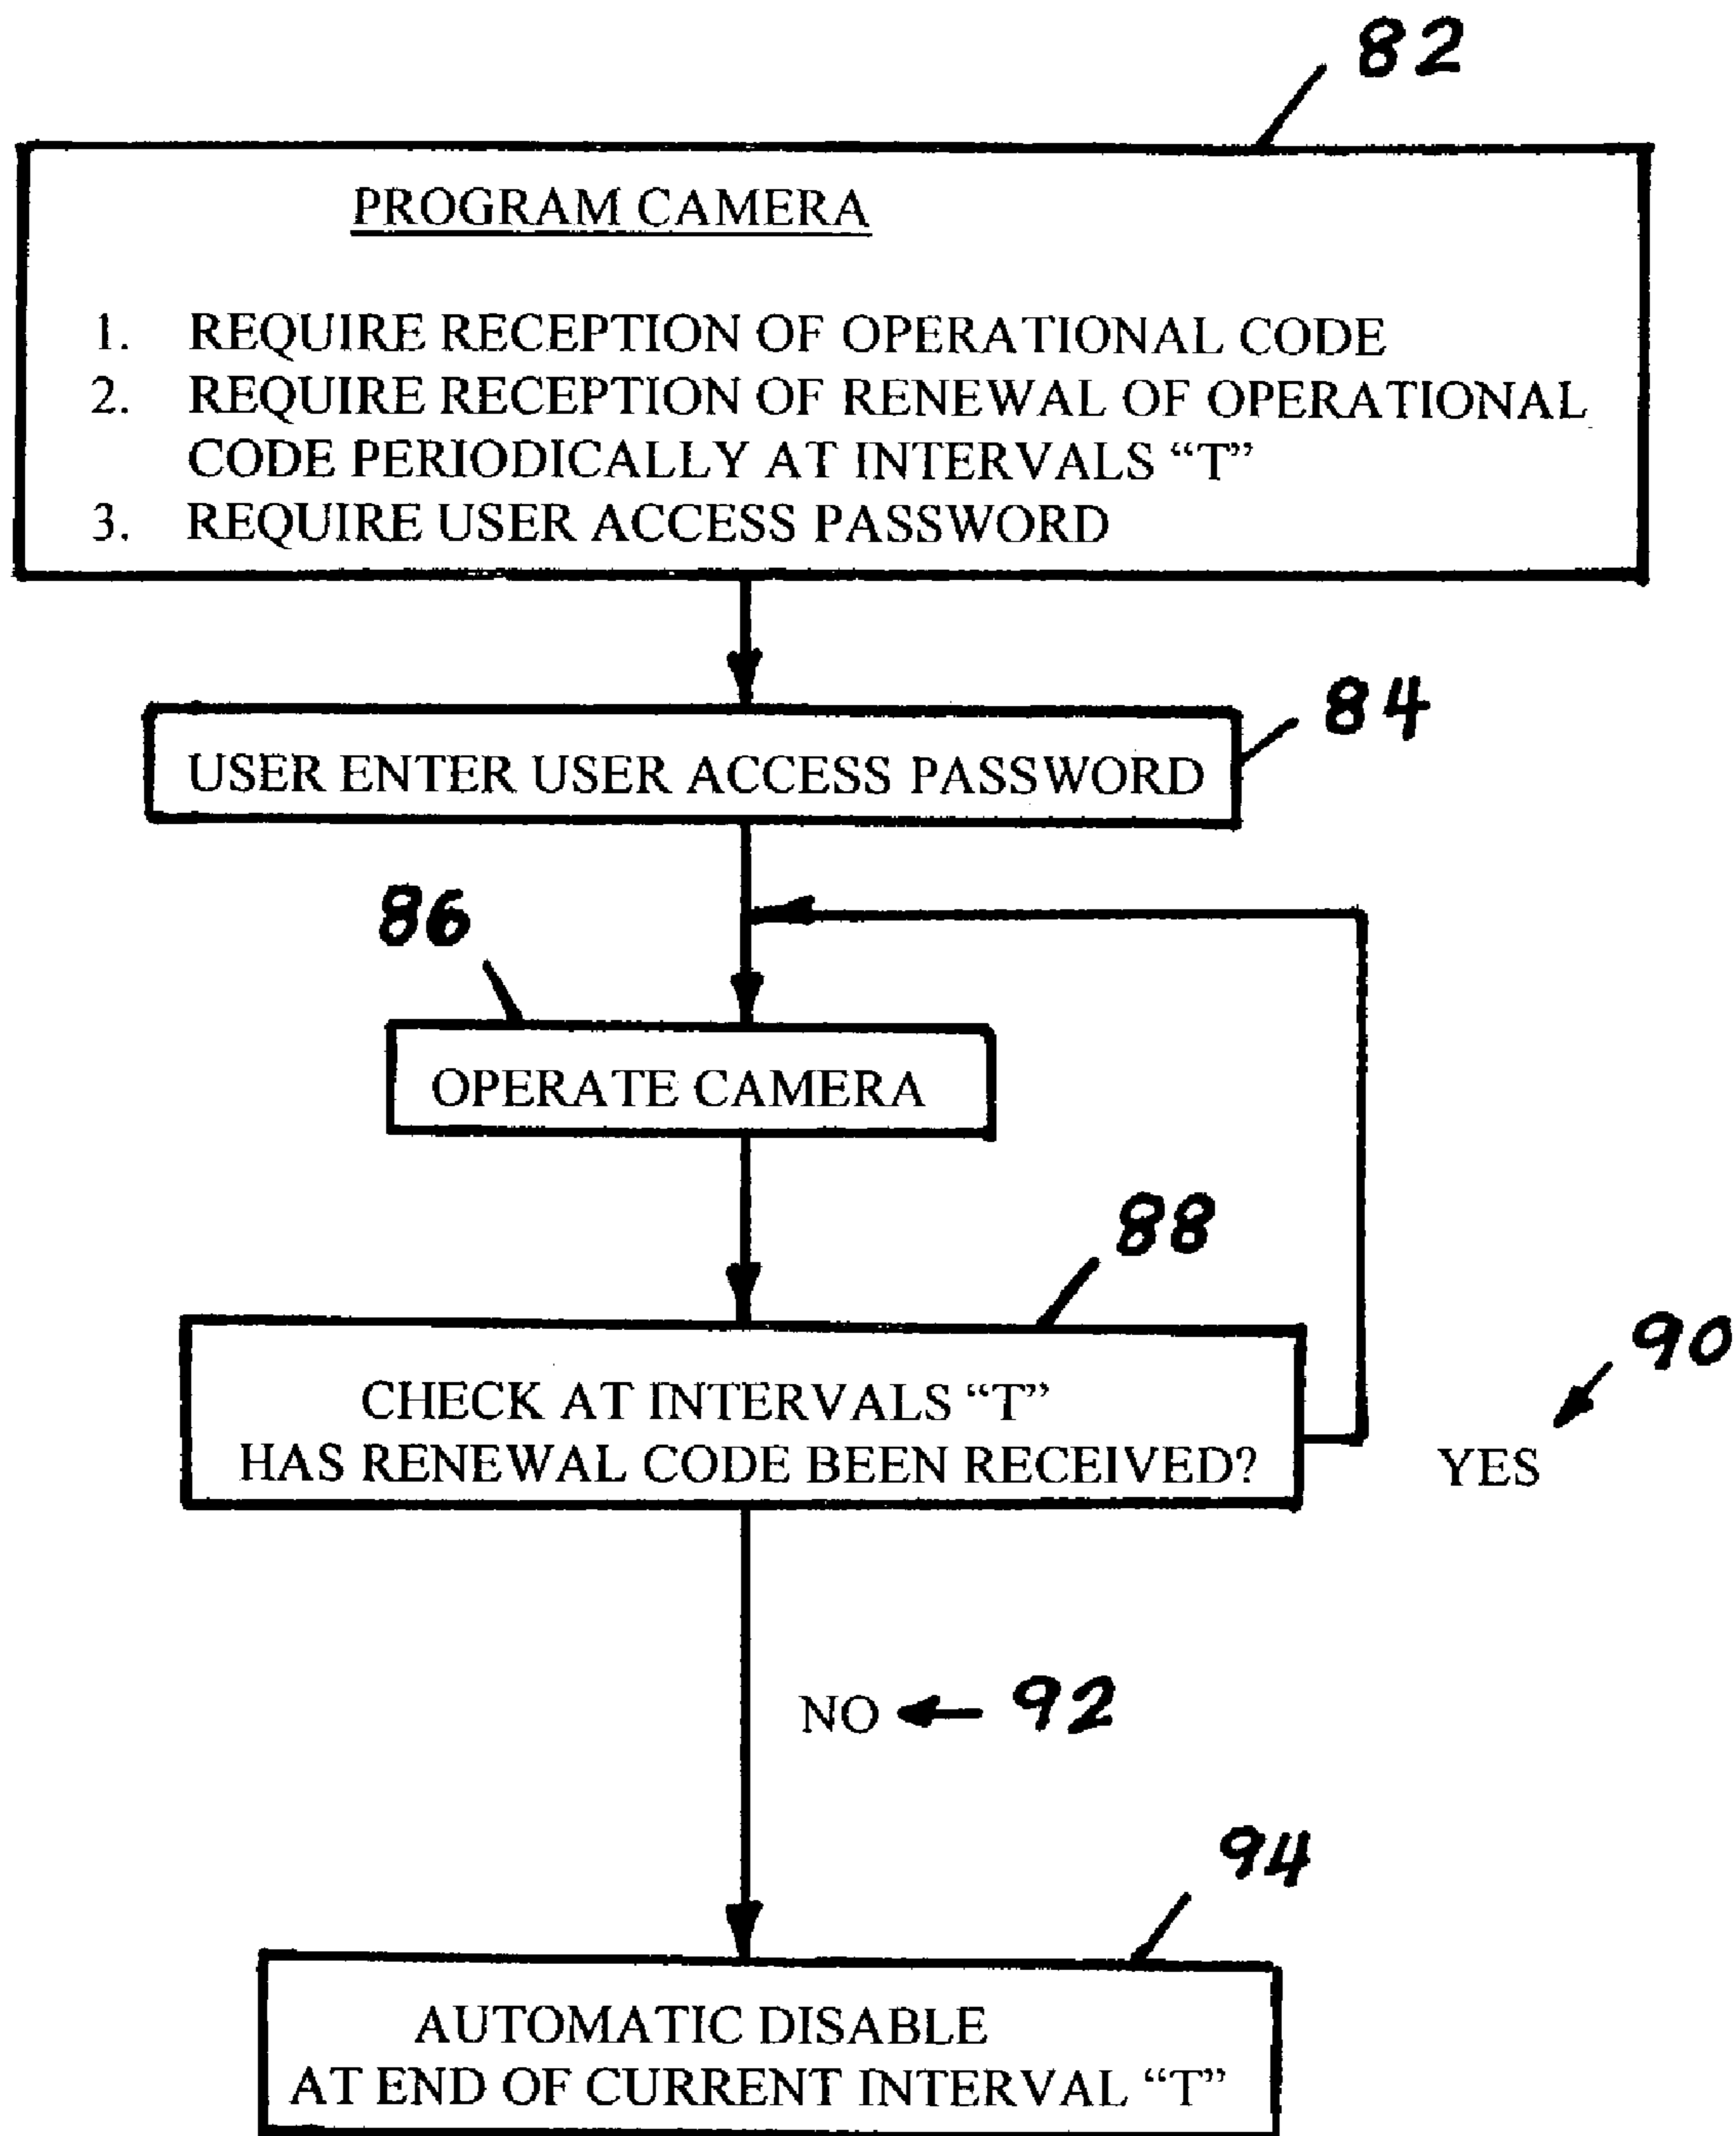 82
PROGRAM CAMERA
1. REQUIRE RECEPTION OF OPERATIONAL CODE
2. REQUIRE RECEPTION OF RENEWAL OF OPERATIONAL
CODE PERIODICALLY AT INTERVALS “T”
3. REQUIRE USER ACCESS PASSWORD
84
USER ENTER USER ACCESS PASSWORD
86
OPERATE CAMERA
88
CHECK AT INTERVALS “T”
HAS RENEWAL CODE BEEN RECEIVED?
90
YES
NO
92
94
AUTOMATIC DISABLE
AT END OF CURRENT INTERVAL “T”